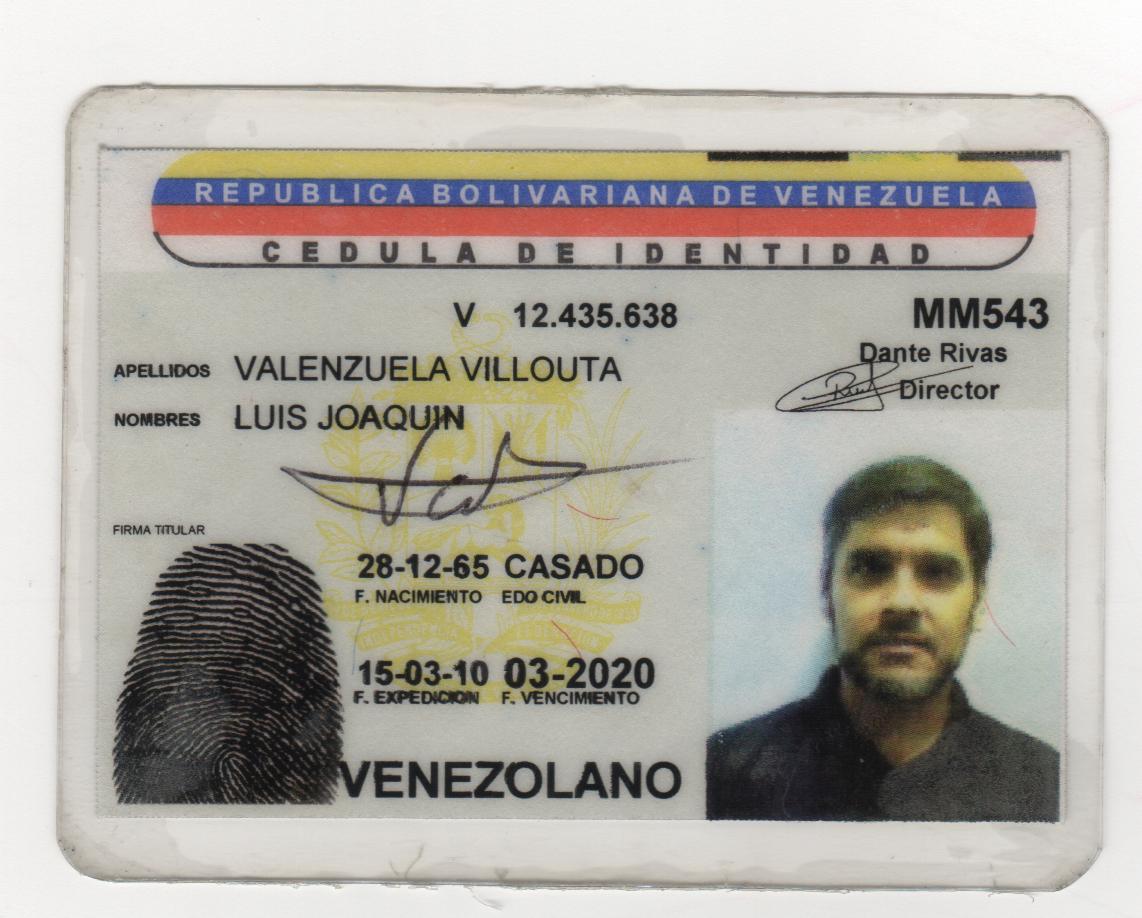 REPUBLICA BOLIVARIANA DE VENEZUELA
CEDULA DE IDENTIDAD
V 12.435.638 MM543
Dante Rivas
Director
APELLIDOS VALENZUELA VILLOUTA
NOMBRES LUIS JOAQUIN
FIRMA TITULAR
28-12-65 CASADO
F. NACIMIENTO EDO CIVIL
15-03-10 03-2020
F. EXPEDICION F. VENCIMIENTO
VENEZOLANO